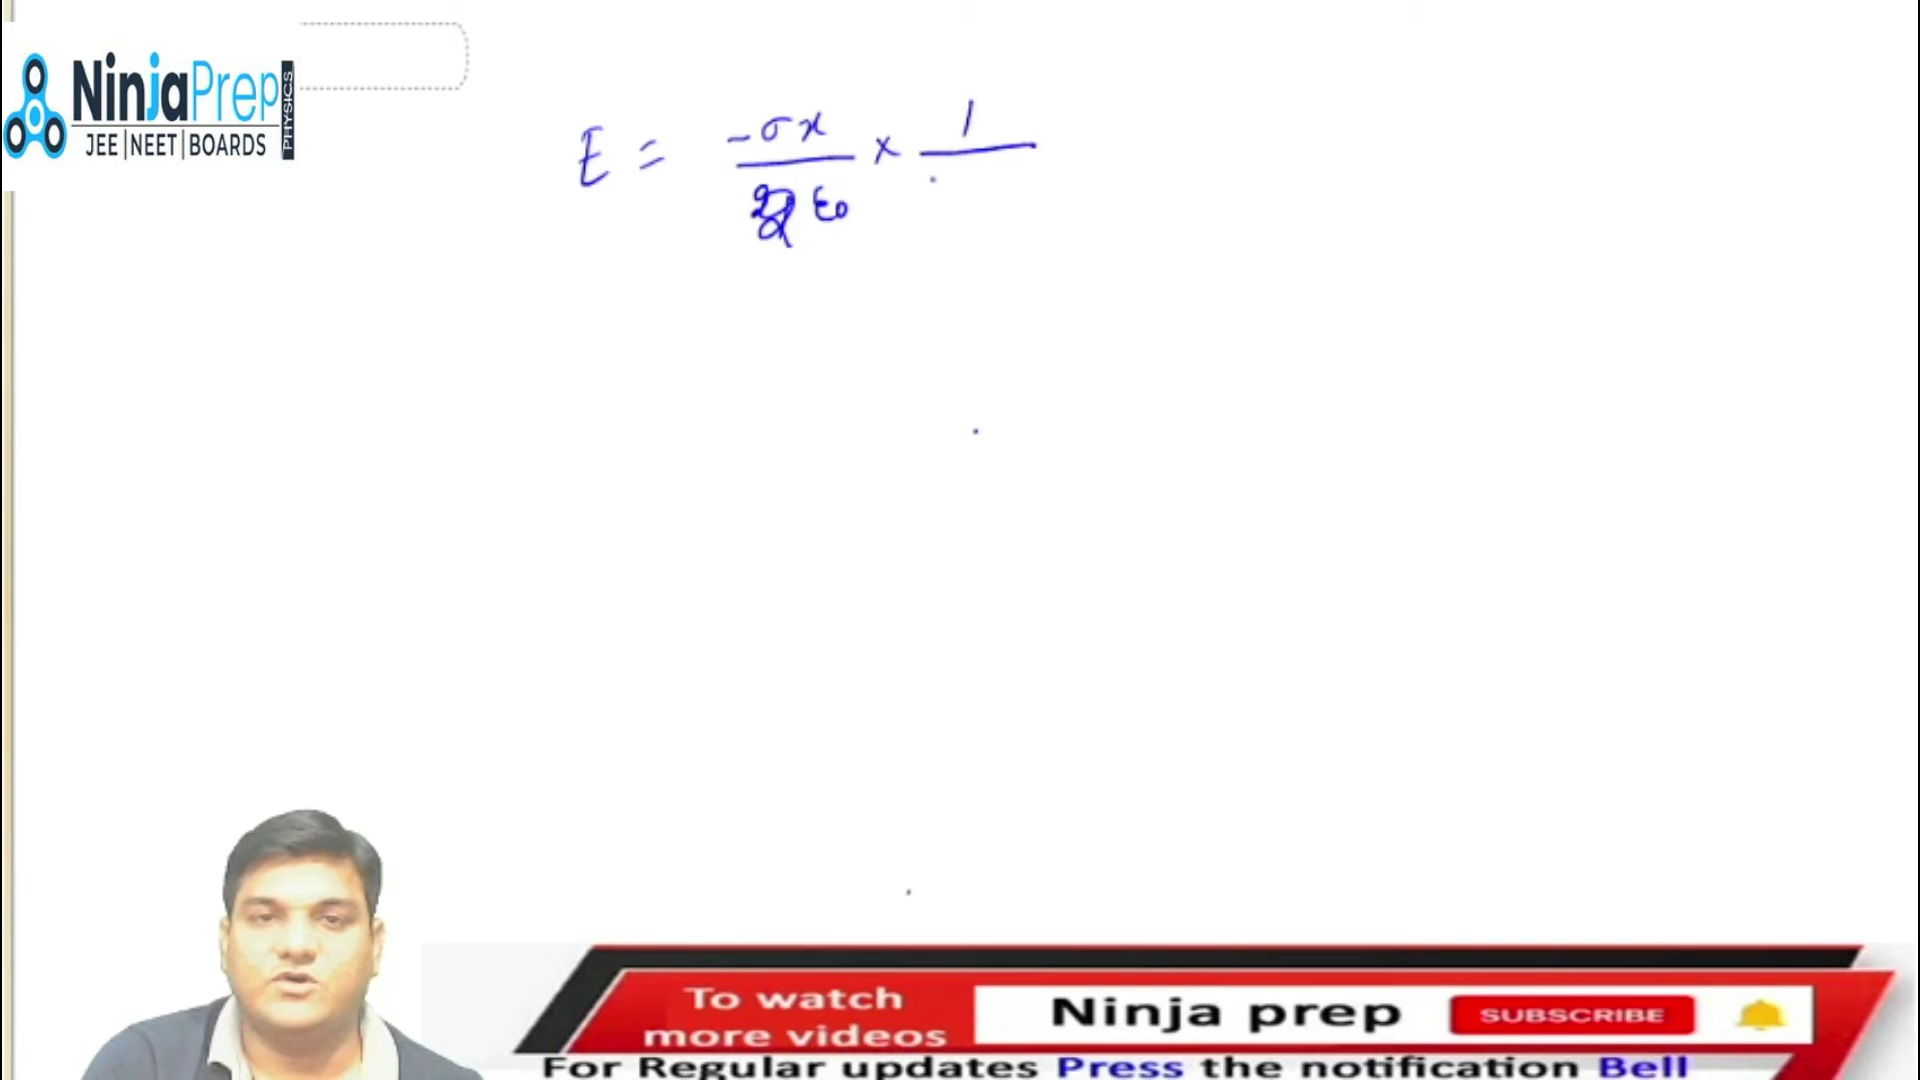 NinjaPrep
PHYSICS
JEE|NEET|BOARDS
E = -σx/2ε0 × 1/
To watch
more videos
Ninja prep
SUBSCRIBE
For Regular updates Press the notification Bell